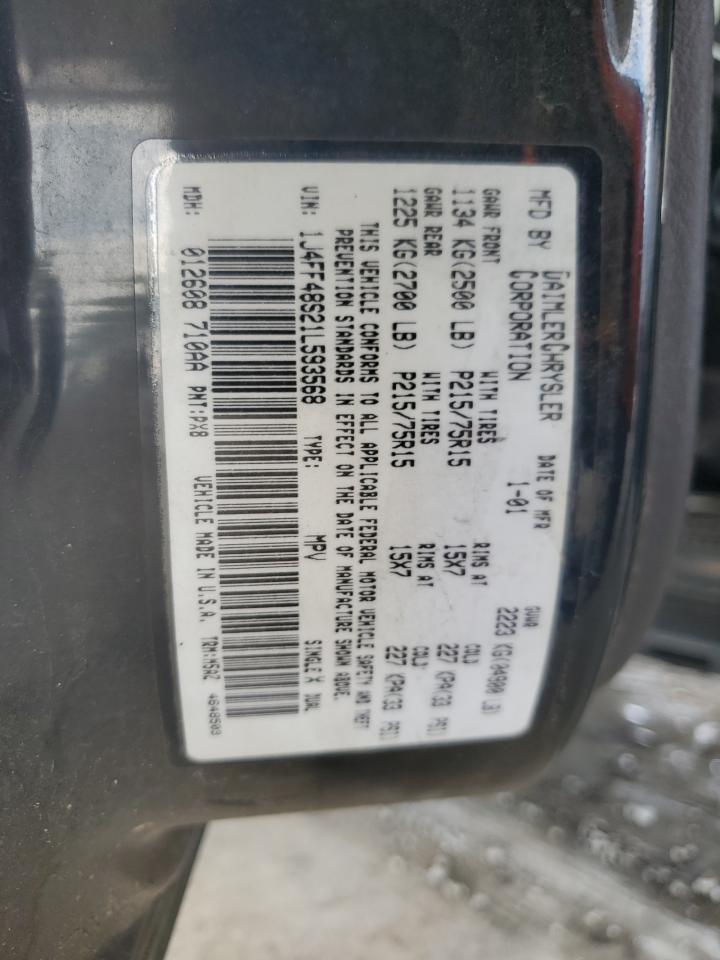 MFD BY DAIMLERCHRYSLER CORPORATION DATE OF MFR 1-01 GVWR 2223 KG(04900 LB)
GAWR FRONT WITH TIRES RIMS AT COLD
1134 KG(2500 LB) P215/75R15 15X7 227 KPA(33 PSI)
GAWR REAR WITH TIRES RIMS AT COLD
1225 KG(2700 LB) P215/75R15 15X7 227 KPA(33 PSI)
THIS VEHICLE CONFORMS TO ALL APPLICABLE FEDERAL MOTOR VEHICLE SAFETY AND THEFT
PREVENTION STANDARDS IN EFFECT ON THE DATE OF MANUFACTURE SHOWN ABOVE.
VIN: 1J4FF48S21L593568 TYPE: MPV SINGLE X DUAL
MDH: 012608 710AA PNT:PX8 VEHICLE MADE IN U.S.A. TRM:M5AZ 4648503